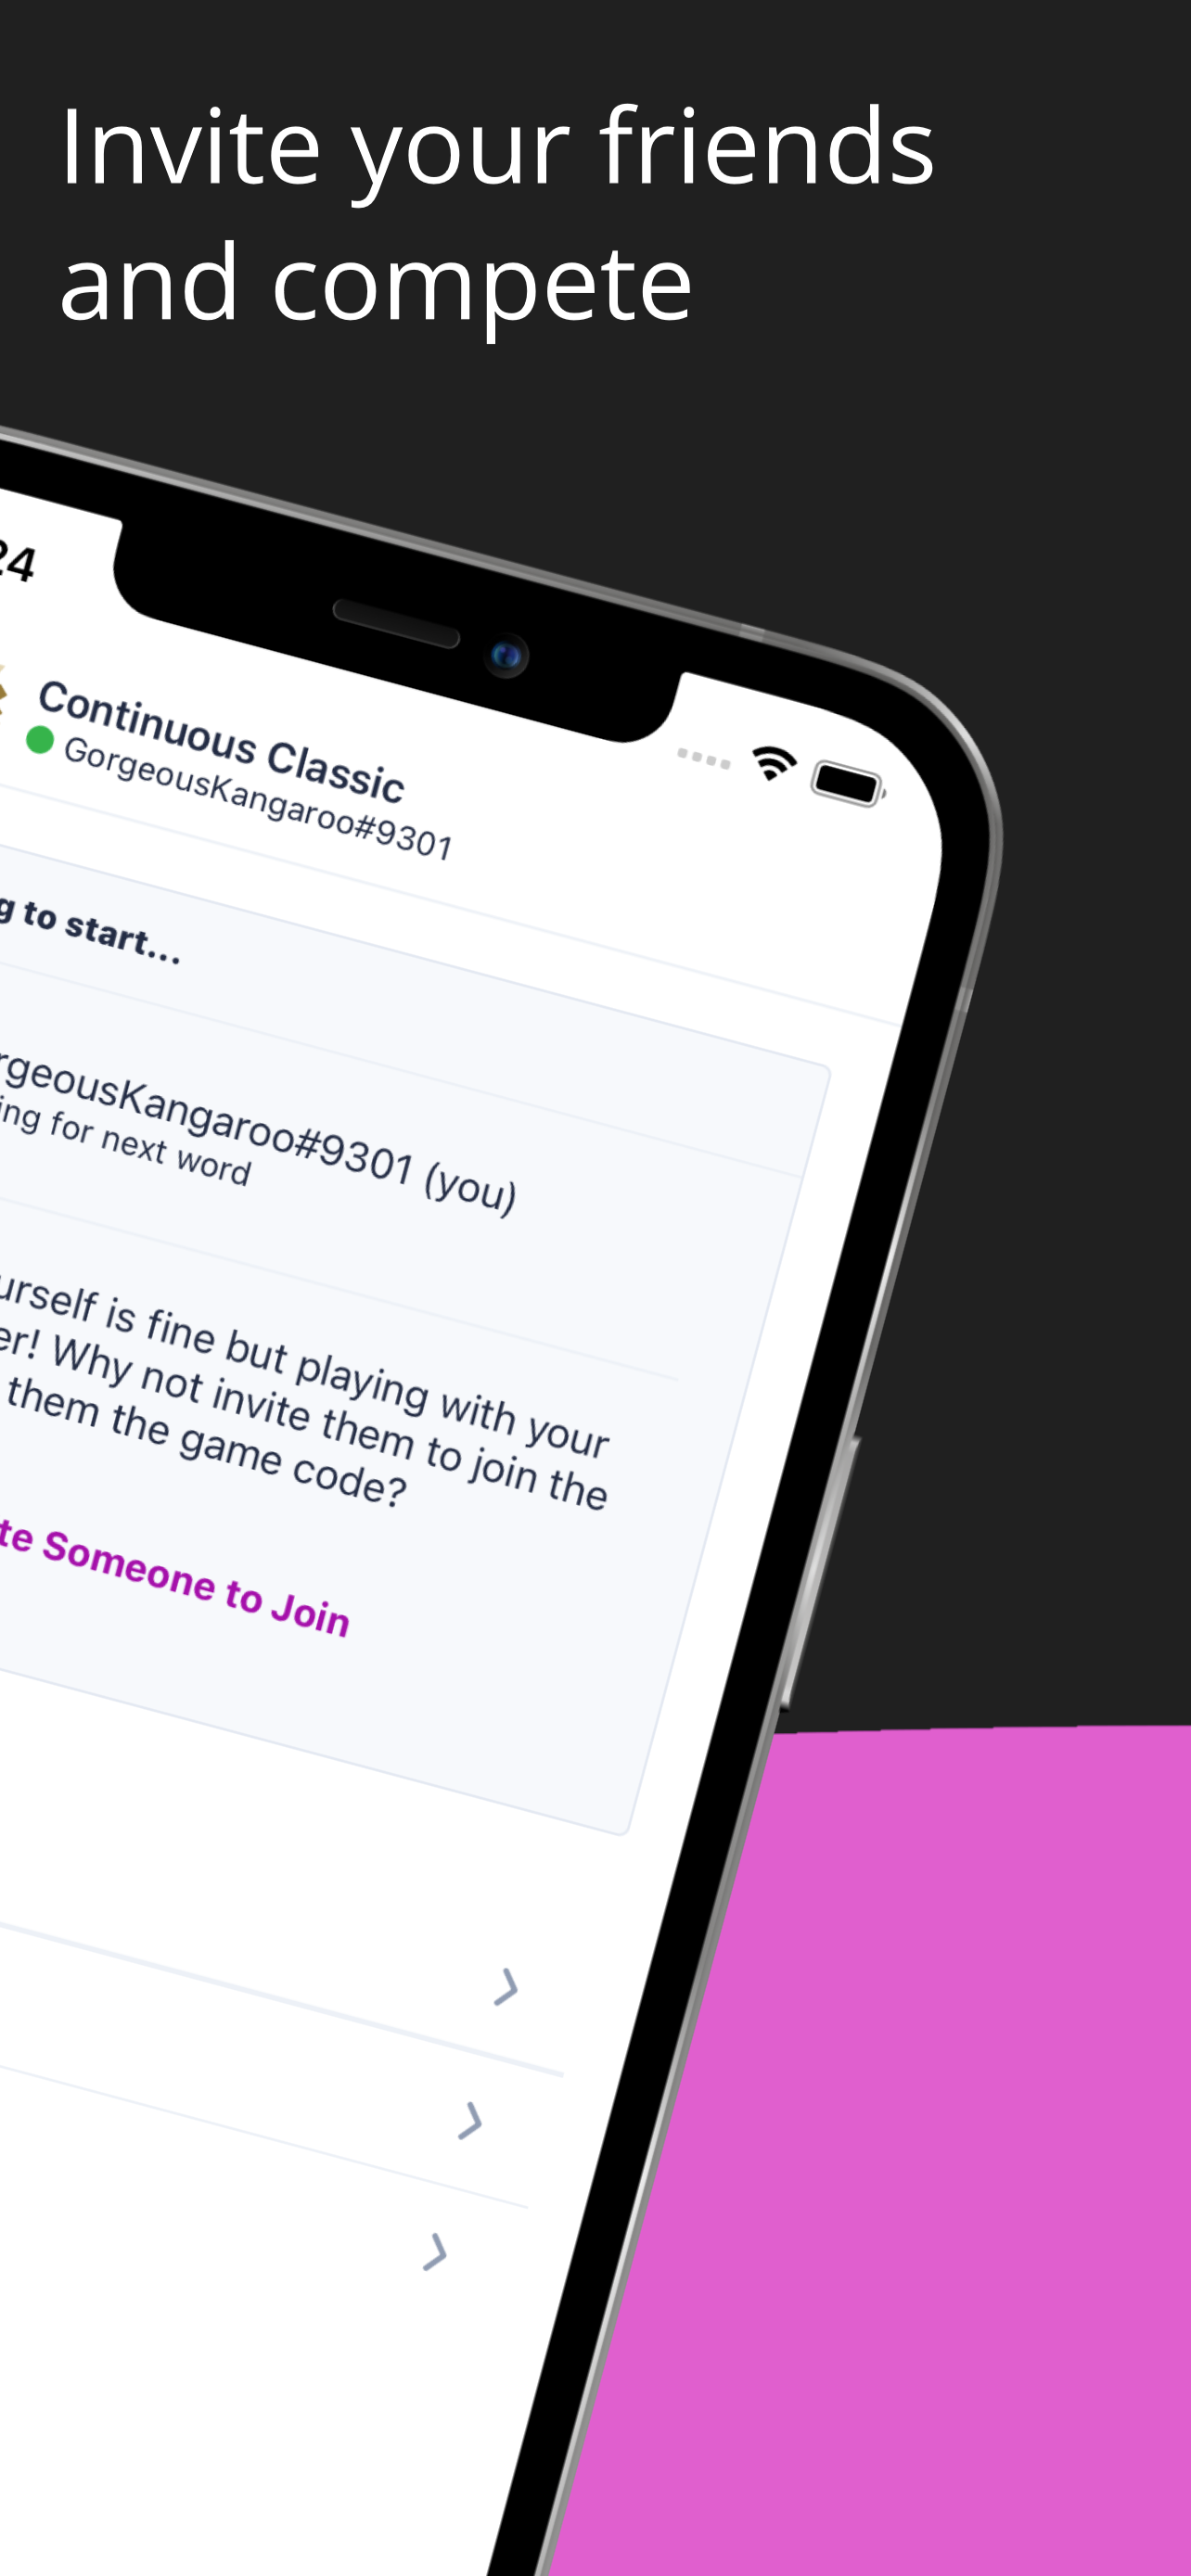 Invite your friends
and compete
24
Continuous Classic
GorgeousKangaroo#9301
g to start...
rgeousKangaroo#9301 (you)
ing for next word
urself is fine but playing with your
er! Why not invite them to join the
them the game code?
te Someone to Join